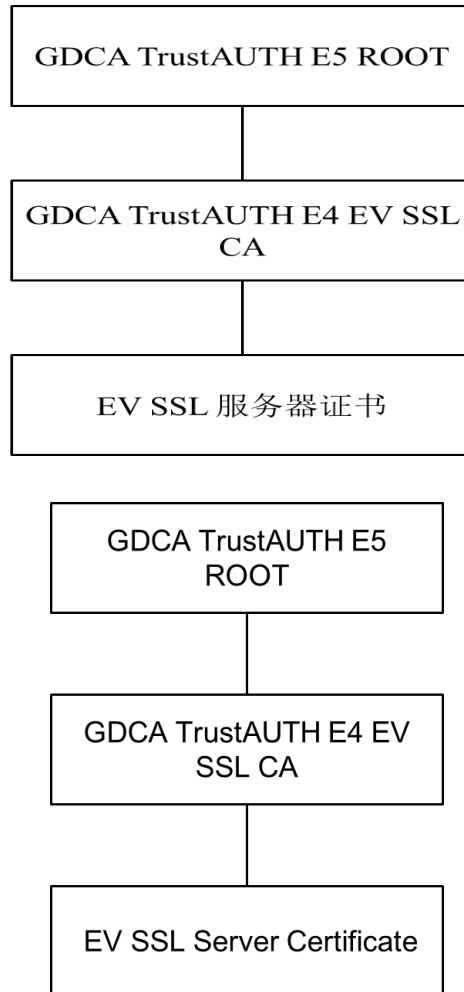 GDCA TrustAUTH E5 ROOT
GDCA TrustAUTH E4 EV SSL
CA
EV SSL 服务器证书
GDCA TrustAUTH E5
ROOT
GDCA TrustAUTH E4 EV
SSL CA
EV SSL Server Certificate